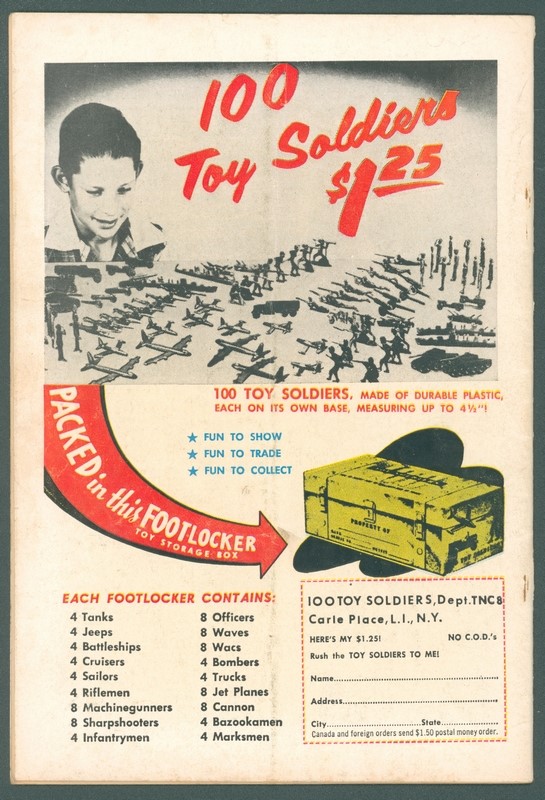 100
Toy Soldiers
$1.25
100 TOY SOLDIERS, MADE OF DURABLE PLASTIC,
EACH ON ITS OWN BASE, MEASURING UP TO 4½"!
★ FUN TO SHOW
★ FUN TO TRADE
★ FUN TO COLLECT
PACKED in this FOOTLOCKER
TOY STORAGE BOX
PROPERTY OF
EACH FOOTLOCKER CONTAINS:
4 Tanks
4 Jeeps
4 Battleships
4 Cruisers
4 Sailors
4 Riflemen
8 Machinegunners
8 Sharpshooters
4 Infantrymen
8 Officers
8 Waves
8 Wacs
4 Bombers
4 Trucks
8 Jet Planes
8 Cannon
4 Bazookamen
4 Marksmen
100 TOY SOLDIERS, Dept. TNC8
Carle Place, L.I., N.Y.
HERE'S MY $1.25! NO C.O.D.'s
Rush the TOY SOLDIERS TO ME!
Name
Address
City State
Canada and foreign orders send $1.50 postal money order.